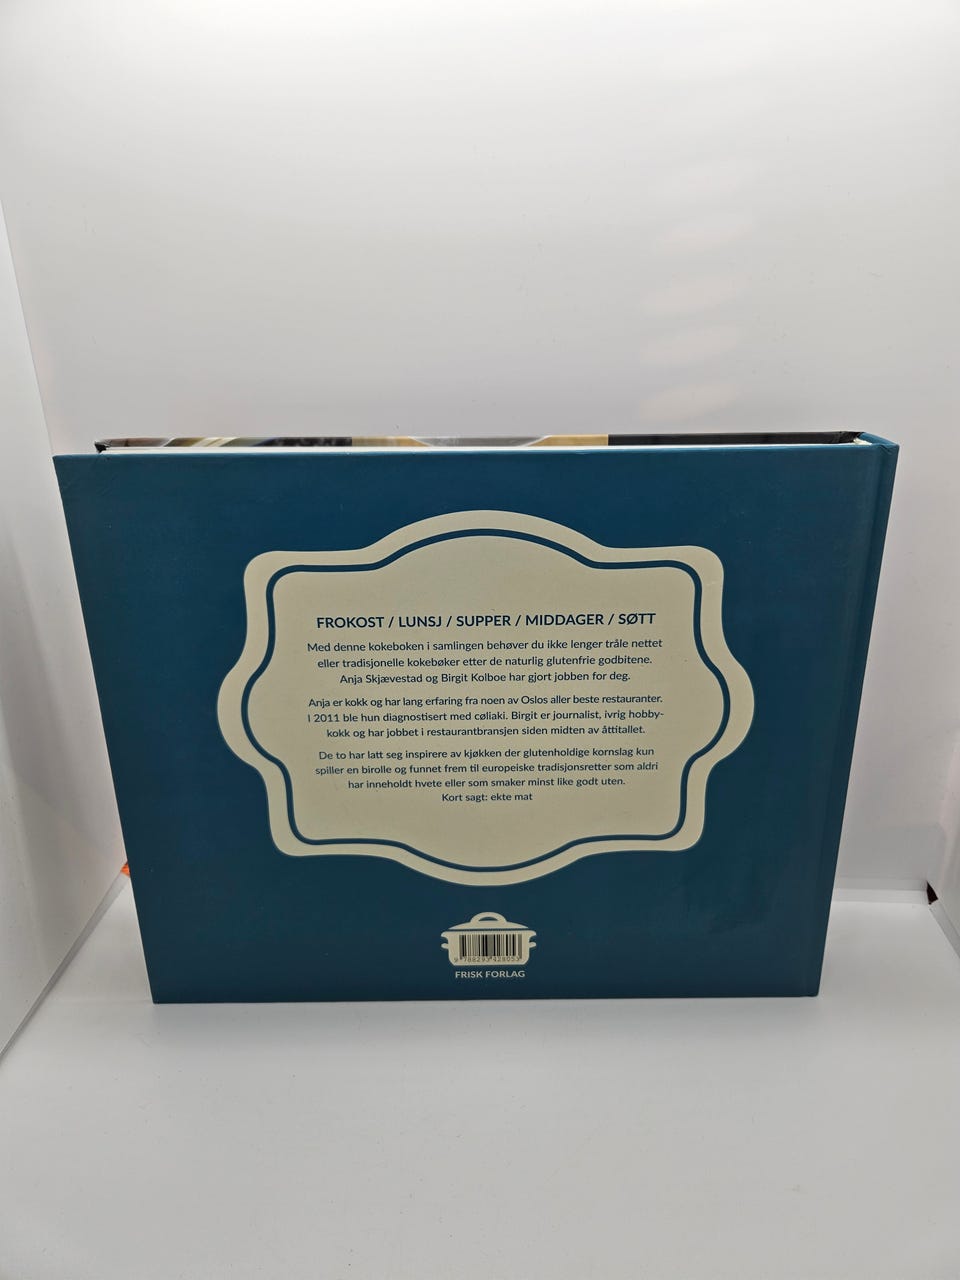 FROKOST / LUNSJ / SUPPER / MIDDAGER / SØTT
Med denne kokeboken i samlingen behøver du ikke lenger tråle nettet
eller tradisjonelle kokebøker etter de naturlig glutenfrie godbitene.
Anja Skjævestad og Birgit Kolboe har gjort jobben for deg.
Anja er kokk og har lang erfaring fra noen av Oslos aller beste restauranter.
I 2011 ble hun diagnostisert med cøliaki. Birgit er journalist, ivrig hobby-
kokk og har jobbet i restaurantbransjen siden midten av åttitallet.
De to har latt seg inspirere av kjøkken der glutenholdige kornslag kun
spiller en birolle og funnet frem til europeiske tradisjonsretter som aldri
har inneholdt hvete eller som smaker minst like godt uten.
Kort sagt: ekte mat
9 788293 428053
FRISK FORLAG